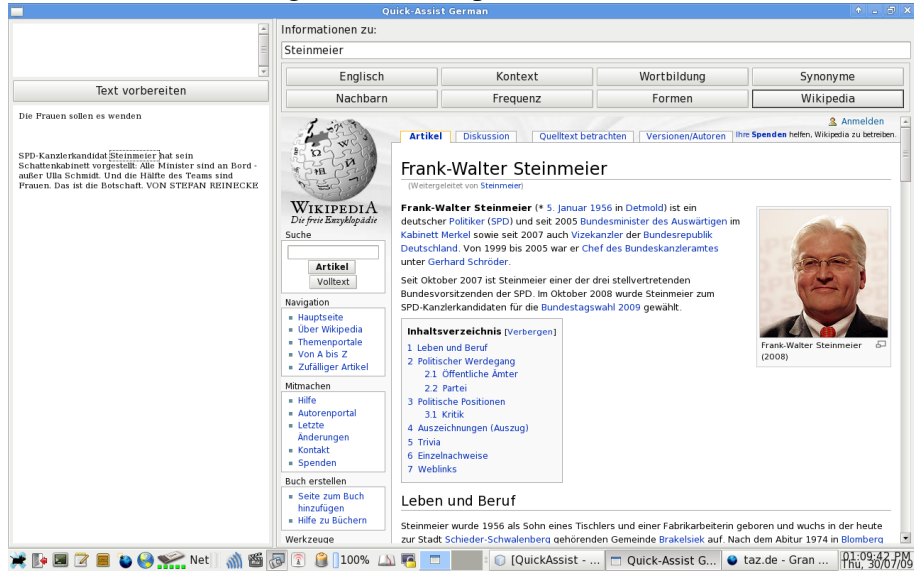 Quick-Assist German
Informationen zu:
Steinmeier
Text vorbereiten
Englisch Kontext Wortbildung Synonyme
Nachbarn Frequenz Formen Wikipedia
Die Frauen sollen es wenden
SPD-Kanzlerkandidat Steinmeier hat sein
Schattenkabinett vorgestellt: Alle Minister sind an Bord -
außer Ulla Schmidt. Und die Hälfte des Teams sind
Frauen. Das ist die Botschaft. VON STEFAN REINECKE
WIKIPEDIA
Die freie Enzyklopädie
Suche
Artikel
Volltext
Navigation
Hauptseite
Über Wikipedia
Themenportale
Von A bis Z
Zufälliger Artikel
Mitmachen
Hilfe
Autorenportal
Letzte
Änderungen
Kontakt
Spenden
Buch erstellen
Seite zum Buch
hinzufügen
Hilfe zu Büchern
Werkzeuge
Anmelden
Artikel Diskussion Quelltext betrachten Versionen/Autoren Ihre Spenden helfen, Wikipedia zu betreiben.
Frank-Walter Steinmeier
(Weitergeleitet von Steinmeier)
Frank-Walter Steinmeier (* 5. Januar 1956 in Detmold) ist ein
deutscher Politiker (SPD) und seit 2005 Bundesminister des Auswärtigen im
Kabinett Merkel sowie seit 2007 auch Vizekanzler der Bundesrepublik
Deutschland. Von 1999 bis 2005 war er Chef des Bundeskanzleramtes
unter Gerhard Schröder.
Seit Oktober 2007 ist Steinmeier einer der drei stellvertretenden
Bundesvorsitzenden der SPD. Im Oktober 2008 wurde Steinmeier zum
SPD-Kanzlerkandidaten für die Bundestagswahl 2009 gewählt.
Frank-Walter Steinmeier
(2008)
Inhaltsverzeichnis [Verbergen]
1 Leben und Beruf
2 Politischer Werdegang
2.1 Öffentliche Ämter
2.2 Partei
3 Politische Positionen
3.1 Kritik
4 Auszeichnungen (Auszug)
5 Trivia
6 Einzelnachweise
7 Weblinks
Leben und Beruf
Steinmeier wurde 1956 als Sohn eines Tischlers und einer Fabrikarbeiterin geboren und wuchs in der heute
zur Stadt Schieder-Schwalenberg gehörenden Gemeinde Brakelsiek auf. Nach dem Abitur 1974 in Blomberg
Net 100% [QuickAssist - ... Quick-Assist G... taz.de - Gran ... 01:09:42 PM
Thu, 30/07/09